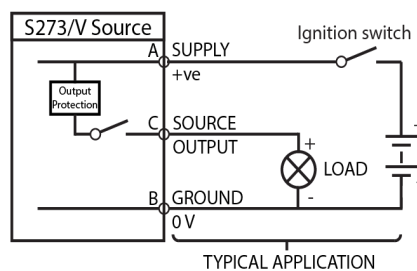 S273/V Source
Ignition switch
A
SUPPLY
+ve
Output
Protection
C
SOURCE
OUTPUT
+
LOAD
-
B
GROUND
0 V
TYPICAL APPLICATION